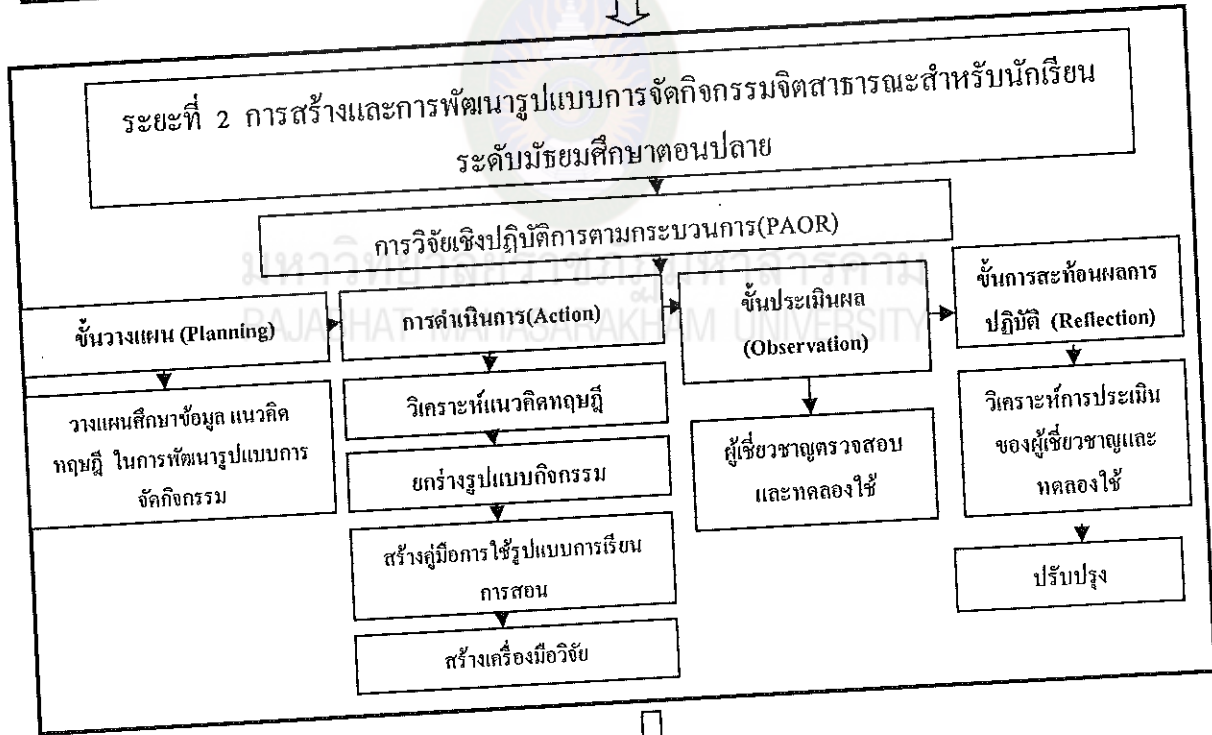 ระยะที่ 2 การสร้างและการพัฒนารูปแบบการจัดกิจกรรมจิตสาธารณะสำหรับนักเรียน
ระดับมัธยมศึกษาตอนปลาย
การวิจัยเชิงปฏิบัติการตามกระบวนการ(PAOR)
มหาวิทยาลัยราชภัฏมหาสารคาม
RAJABHAT MAHASARAKHAM UNIVERSITY
ขั้นวางแผน (Planning)
วางแผนศึกษาข้อมูล แนวคิด
ทฤษฎี ในการพัฒนารูปแบบการ
จัดกิจกรรม
การดำเนินการ(Action)
วิเคราะห์แนวคิดทฤษฎี
ยกร่างรูปแบบกิจกรรม
สร้างคู่มือการใช้รูปแบบการเรียน
การสอน
สร้างเครื่องมือวิจัย
ขั้นประเมินผล
(Observation)
ผู้เชี่ยวชาญตรวจสอบ
และทดลองใช้
ขั้นการสะท้อนผลการ
ปฏิบัติ (Reflection)
วิเคราะห์การประเมิน
ของผู้เชี่ยวชาญและ
ทดลองใช้
ปรับปรุง